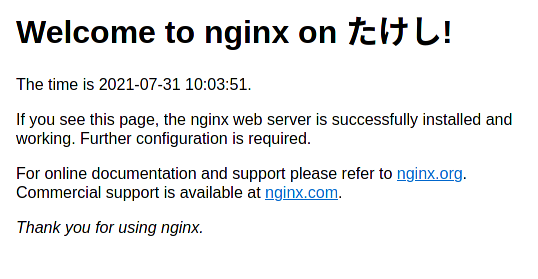 Welcome to nginx on たけし!
The time is 2021-07-31 10:03:51.
If you see this page, the nginx web server is successfully installed and
working. Further configuration is required.
For online documentation and support please refer to nginx.org.
Commercial support is available at nginx.com.
Thank you for using nginx.